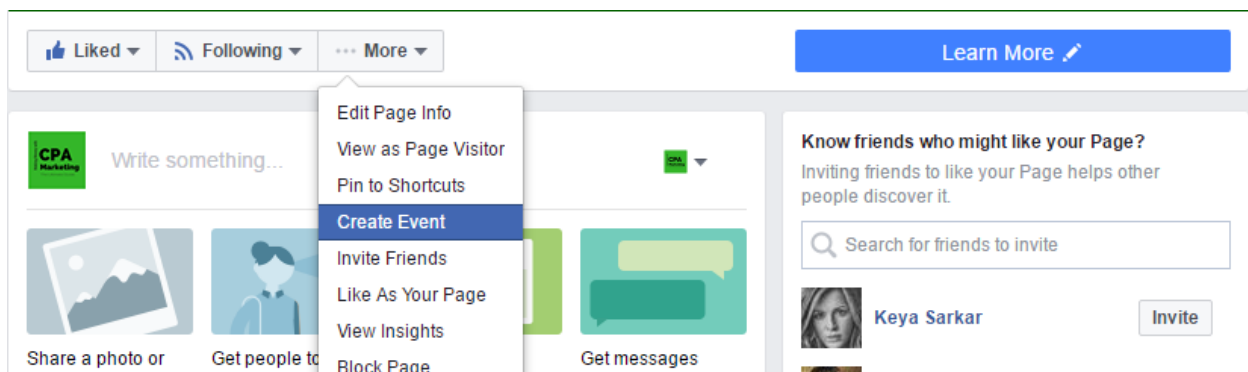 Liked
Following
More
Learn More
Edit Page Info
View as Page Visitor
Pin to Shortcuts
Create Event
Invite Friends
Like As Your Page
View Insights
Block Page
CPA
Marketing
Write something...
CPA
Share a photo or
Get people to
Get messages
Know friends who might like your Page?
Inviting friends to like your Page helps other
people discover it.
Search for friends to invite
Keya Sarkar
Invite